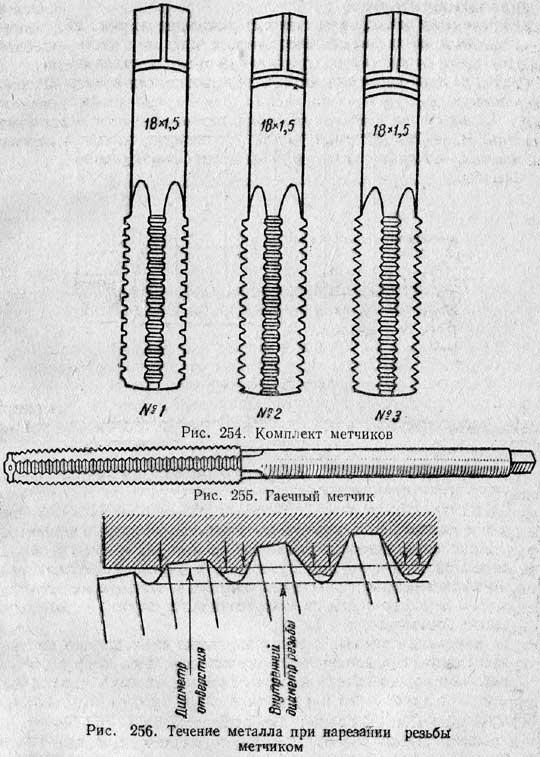 18×1,5
18×1,5
18×1,5
№1
№2
№3
Рис. 254. Комплект метчиков
Рис. 255. Гаечный метчик
Диаметр
отверстия
Внутренний
диаметр резьбы
Рис. 256. Течение металла при нарезании резьбы
метчиком